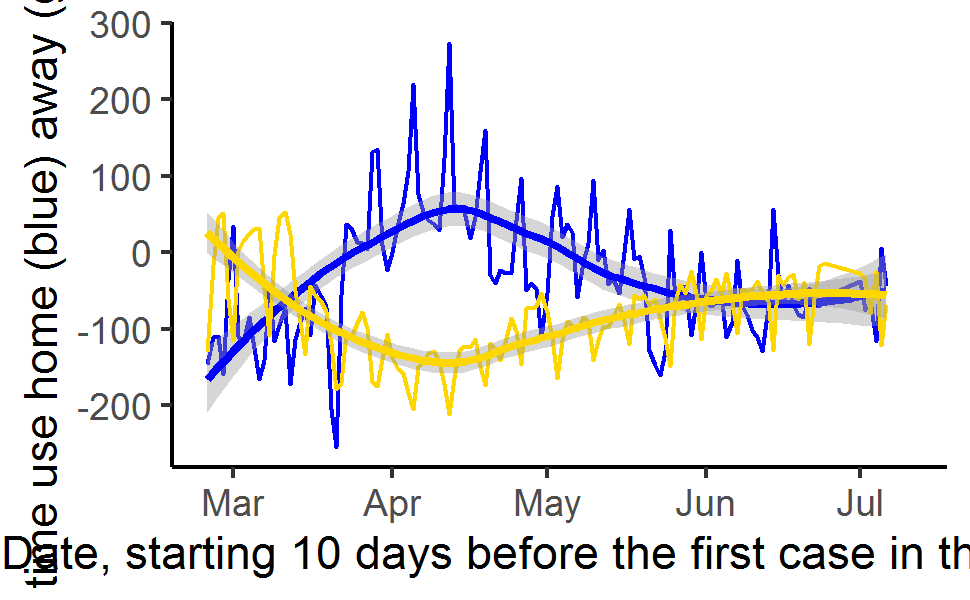 time use home (blue) away (
300
200
100
0
-100
-200
Mar Apr May Jun Jul
Date, starting 10 days before the first case in th